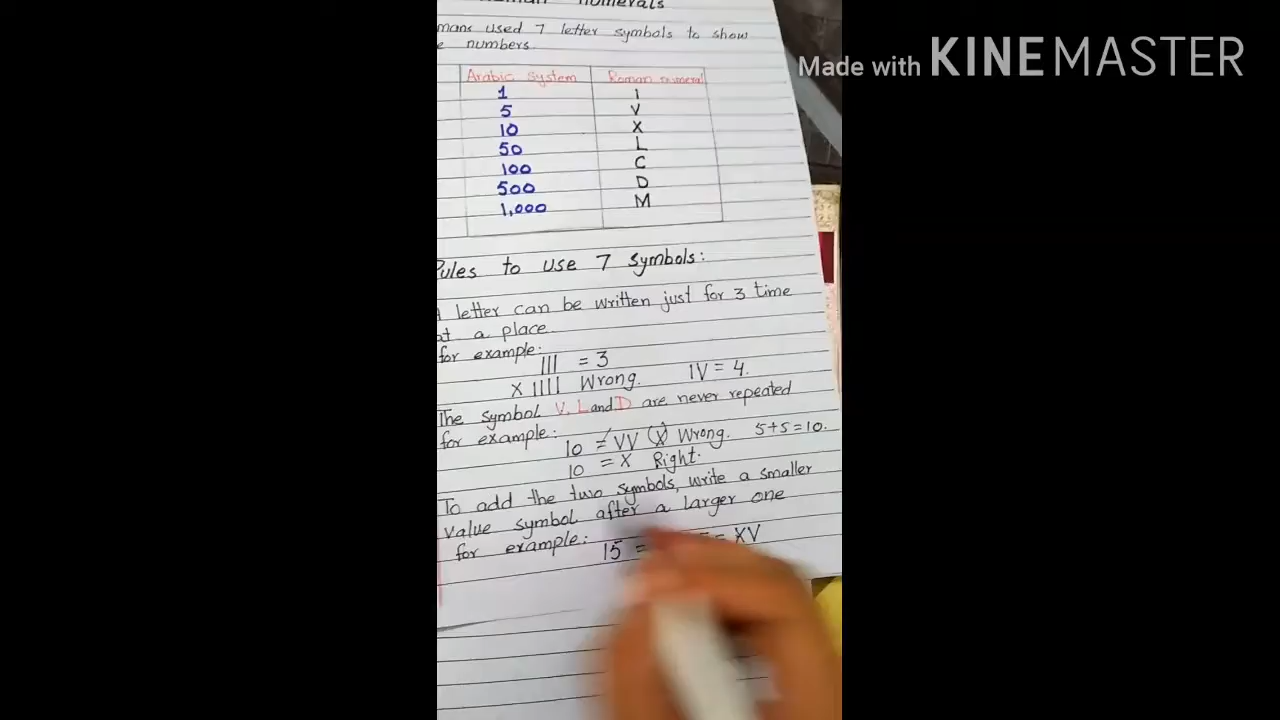 numerals
mans used 7 letter symbols to show
e numbers.
Arabic System Roman numeral
1 I
5 V
10 X
50 L
100 C
500 D
1,000 M
Rules to use 7 symbols:
A letter can be written just for 3 time
at a place.
for example:
III = 3
X IIII Wrong. IV = 4.
The symbol V, L and D are never repeated
for example:
10 = VV (X) Wrong. 5+5=10.
10 = X Right.
To add the two symbols, write a smaller
value symbol after a larger one
for example:
15 = = XV
Made with KINEMASTER